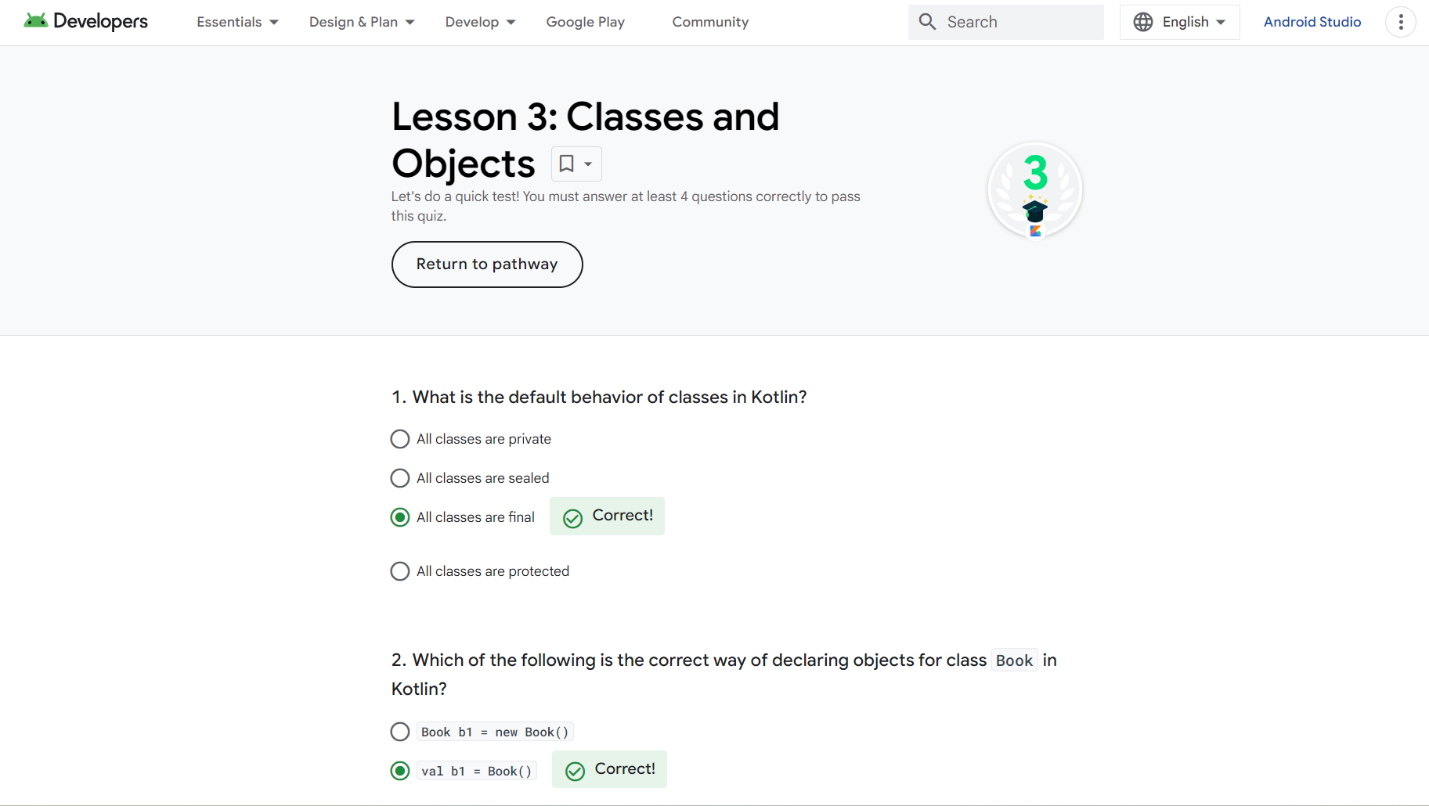 Developers
Essentials
Design & Plan
Develop
Google Play
Community
Search
English
Android Studio
Lesson 3: Classes and
Objects
Let's do a quick test! You must answer at least 4 questions correctly to pass
this quiz.
3
Return to pathway
1. What is the default behavior of classes in Kotlin?
All classes are private
All classes are sealed
All classes are final
Correct!
All classes are protected
2. Which of the following is the correct way of declaring objects for class Book in
Kotlin?
Book b1 = new Book()
val b1 = Book()
Correct!